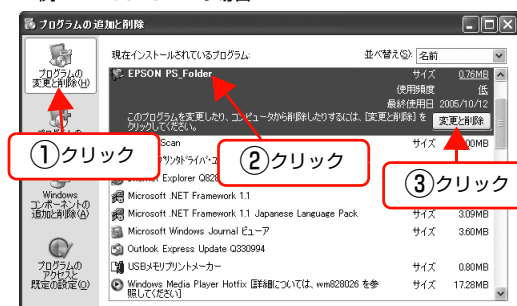 プログラムの追加と削除
現在インストールされているプログラム:
並べ替え(S): 名前
プログラムの
変更と削除(H)
EPSON PS_Folder
サイズ 0.76MB
使用頻度 低
最終使用日 2005/10/12
このプログラムを変更したり、コンピュータから削除したりするには、[変更と削除] を
クリックしてください。
変更と削除
①クリック
②クリック
③クリック
Scan
サイズ
Explorer Q828
Microsoft .NET Framework 1.1
Microsoft .NET Framework 1.1 Japanese Language Pack
サイズ 3.09MB
Microsoft Windows Journal ビューア
サイズ 3.60MB
Outlook Express Update Q330994
USBメモリプリントメーカー
サイズ 0.80MB
Windows Media Player Hotfix [詳細については、wm828026 を参
照してください]
サイズ 17.28MB
Windows
コンポーネントの
追加と削除(A)
プログラムの
アクセスと
既定の設定(O)